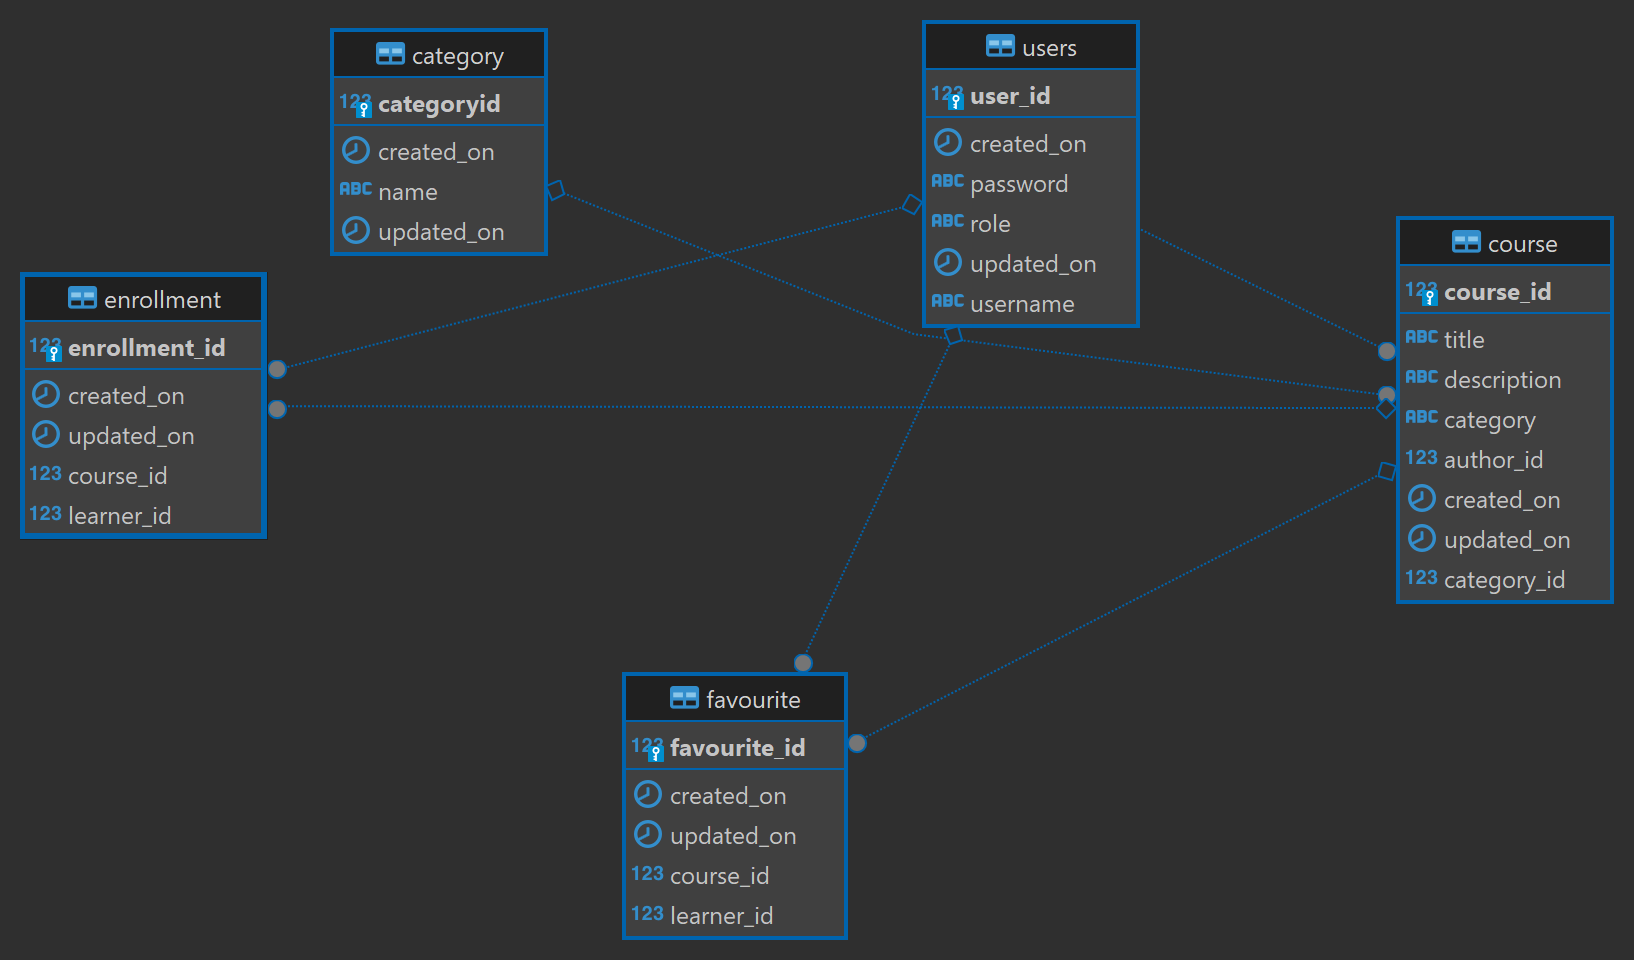 category
123 categoryid
created_on
ABC name
updated_on
users
123 user_id
created_on
ABC password
ABC role
updated_on
ABC username
course
123 course_id
ABC title
ABC description
ABC category
123 author_id
created_on
updated_on
123 category_id
enrollment
123 enrollment_id
created_on
updated_on
123 course_id
123 learner_id
favourite
123 favourite_id
created_on
updated_on
123 course_id
123 learner_id